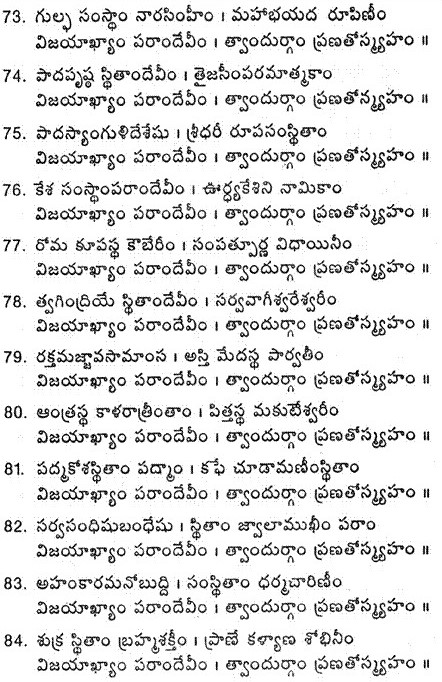 73. గుల్ఫ సంస్థాం నారసింహీం । మహాభయద రూపిణీం
విజయాఖ్యాం పరాందేవీం । త్వాందుర్గాం ప్రణతోస్మ్యహం ॥
74. పాదపృష్ఠ స్థితాందేవీం । తైజసీంపరమాత్మకాం
విజయాఖ్యాం పరాందేవీం । త్వాందుర్గాం ప్రణతోన్మ్యహం ॥
75. పాదస్యాంగుళిదేశేషు । శ్రీధరీ రూపసంస్థితాం
విజయాఖ్యాం పరాందేవీం । త్వాందుర్గాం ప్రణతోస్మ్యహం ॥
76. కేశ సంస్థాంపరాందేవీం । ఊర్ధ్యకేశిని నామికాం
విజయాఖ్యాం పరాందేవీం । త్వాందుర్గాం ప్రణతోస్మ్యహం ॥
77. రోమ కూపస్థ కౌబేరీం । సంపత్పూర్ణ విధాయినీం
విజయాఖ్యాం పరాందేవీం । త్వాందుర్గాం ప్రణతోస్మ్యహం ॥
78. త్వగింద్రియే స్థితాందేవీం । సర్వవాగీశ్వరేశ్వరీం
విజయాఖ్యాం పరాందేవీం । త్వాందుర్గాం ప్రణతోస్మ్యహం ॥
79. రక్తమజ్జావసామాంస । అస్తి మేదస్థ పార్వతీం
విజయాఖ్యాం పరాందేవీం । త్వాందుర్గాం ప్రణతోస్మ్యహం ॥
80. ఆంత్రస్థ కాళరాత్రీంతాం । పిత్తస్థ మకుటేశ్వరీం
విజయాఖ్యాం పరాందేవీం । త్వాందుర్గాం ప్రణతోస్మ్యహం ॥
81. పద్మకోశస్థితాం పద్మాం । కఫే చూడామణీంస్థితాం
విజయాఖ్యాం పరాందేవీం । త్వాందుర్గాం ప్రణతోస్మ్యహం ॥
82. సర్వసంధిషుబంధేషు । స్థితాం జ్వాలాముఖీం పరాం
విజయాఖ్యాం పరాందేవీం । త్వాందుర్గాం ప్రణతోస్మ్యహం ॥
83. అహంకారమనోబుద్ది । సంస్థితాం ధర్మచారిణీం
విజయాఖ్యాం పరాందేవీం । త్వాందుర్గాం ప్రణతోస్మ్యహం ॥
84. శుక్ర స్థితాం బ్రహ్మశక్తీం । ప్రాణే కళ్యాణ శోభినీం
విజయాఖ్యాం పరాందేవీం । త్వాందుర్గాం ప్రణతోస్మ్యహం ॥